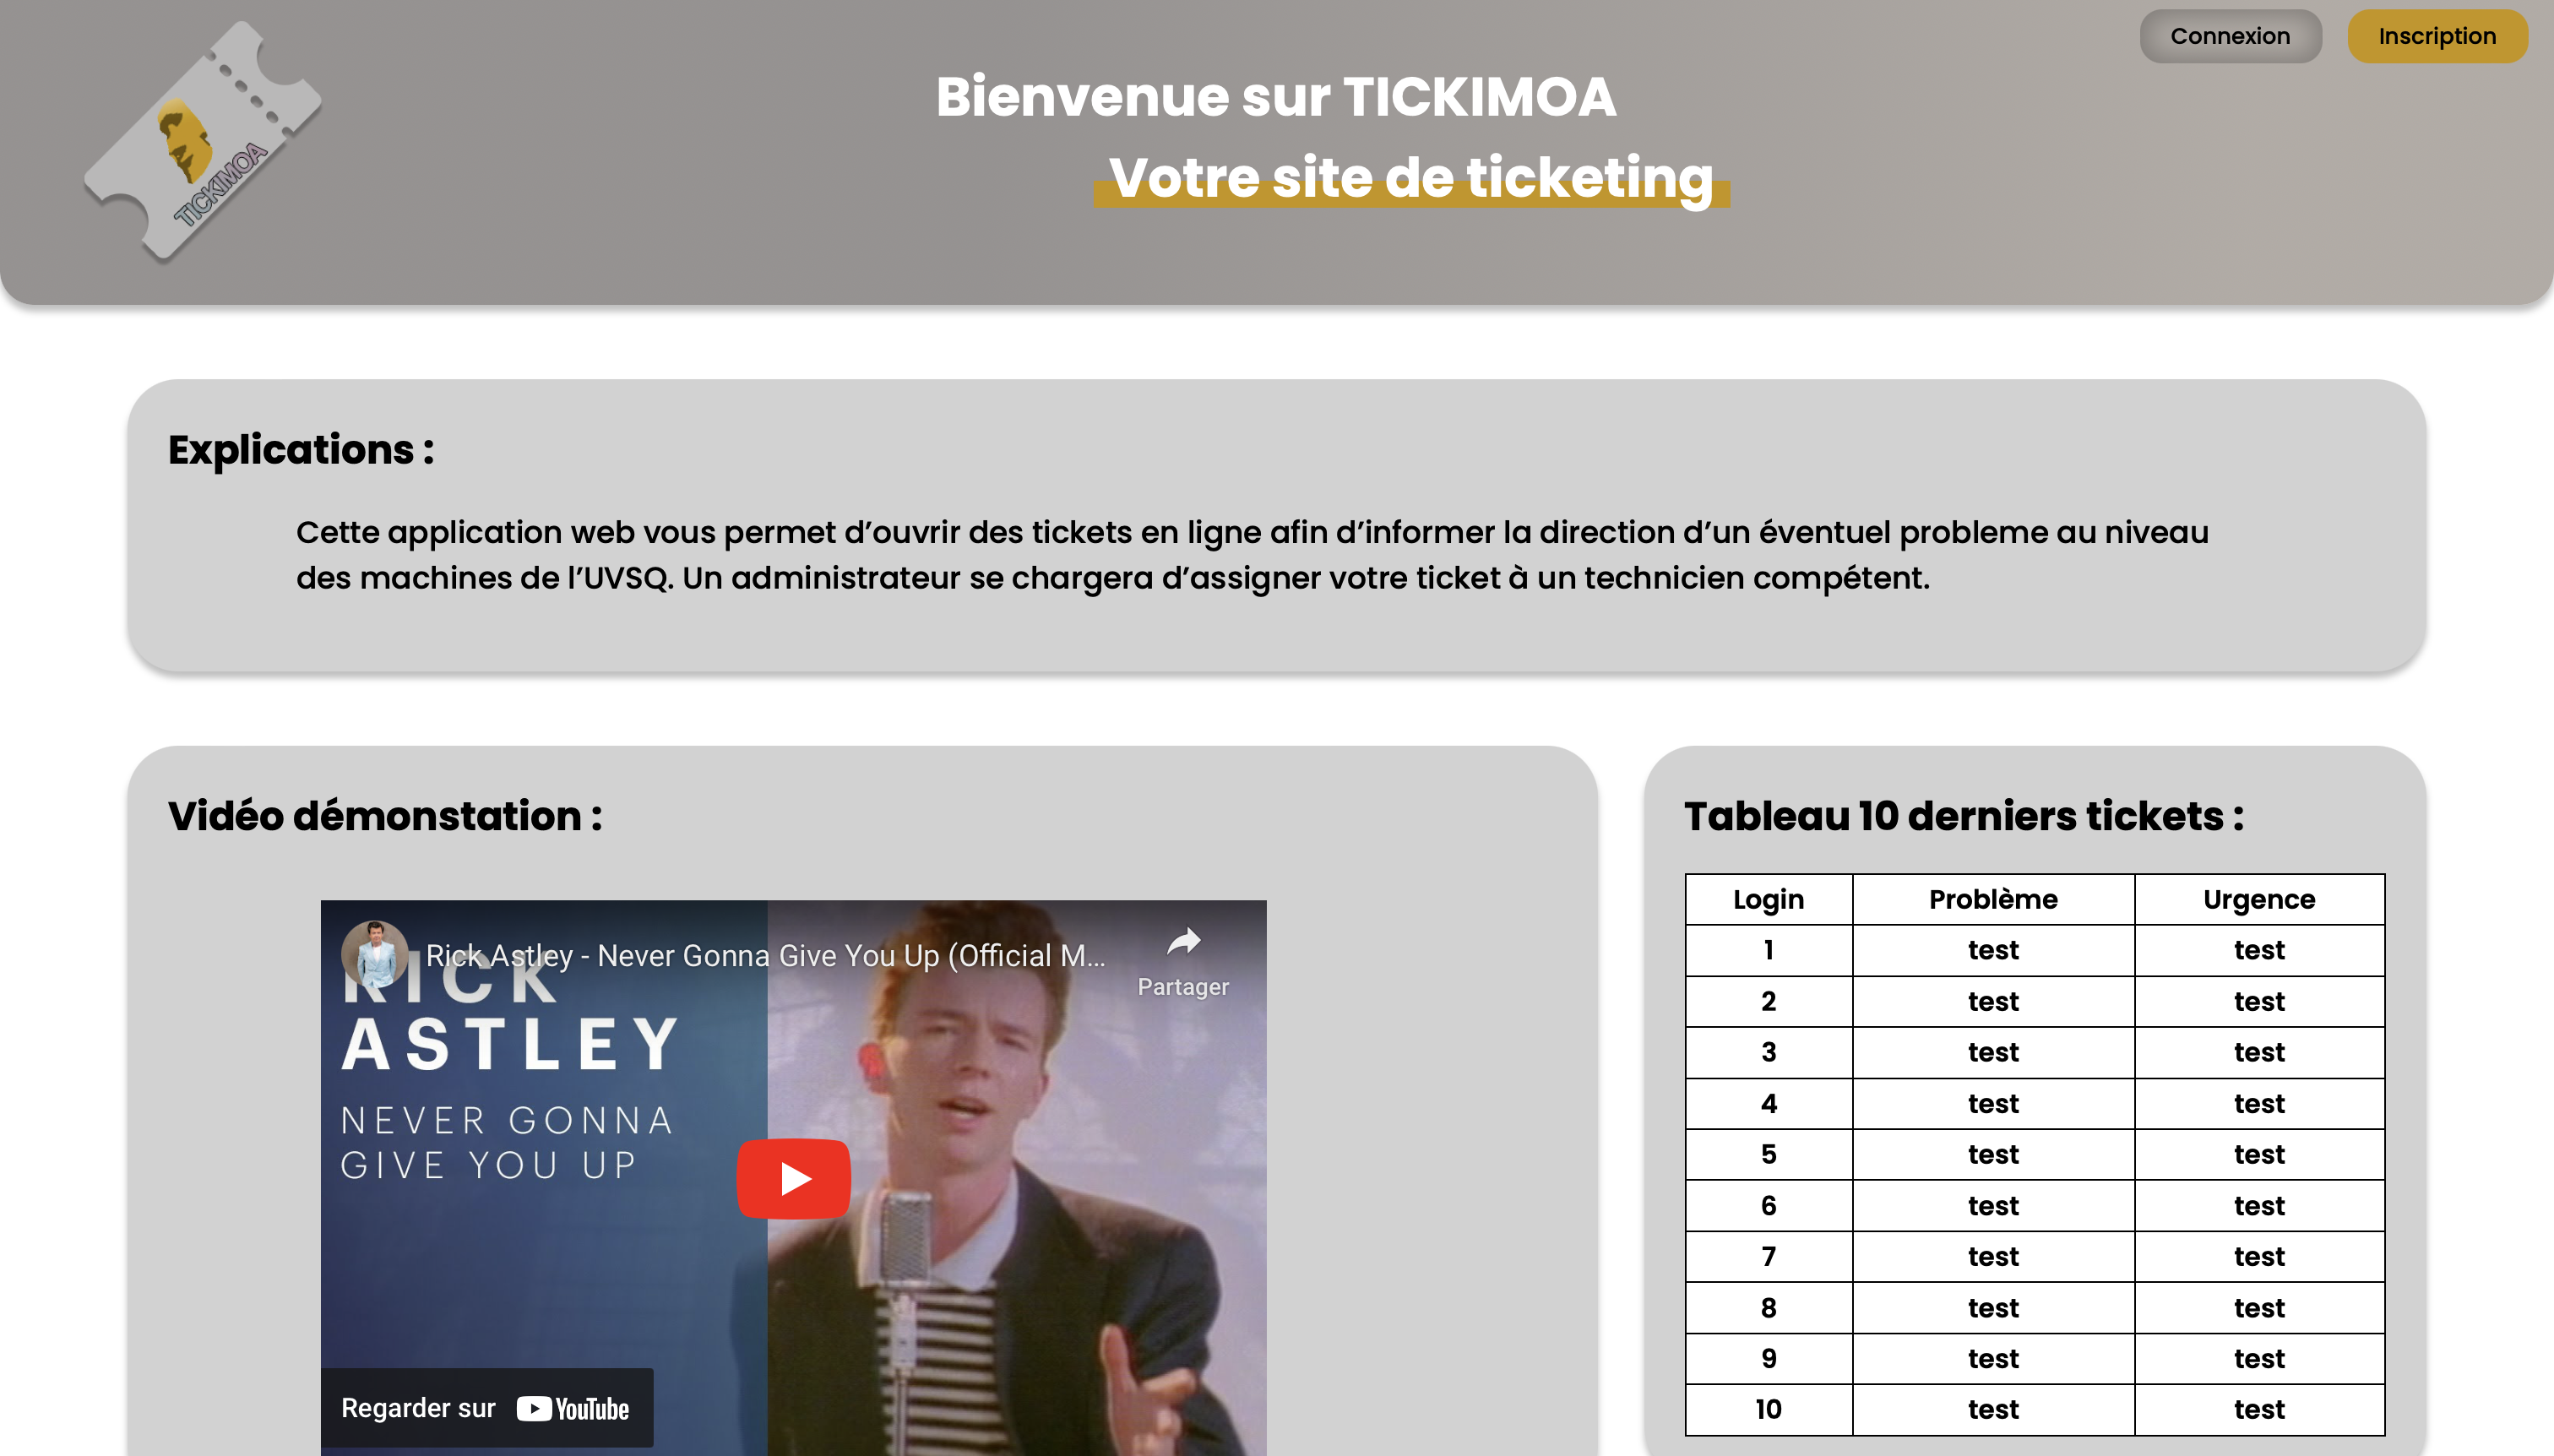 Connexion
Inscription
Bienvenue sur TICKIMOA
Votre site de ticketing
TICKIMOA
Explications :
Cette application web vous permet d’ouvrir des tickets en ligne afin d’informer la direction d’un éventuel probleme au niveau
des machines de l’UVSQ. Un administrateur se chargera d’assigner votre ticket à un technicien compétent.
Vidéo démonstation :
Rick Astley - Never Gonna Give You Up (Official M...
Partager
RICK
ASTLEY
NEVER GONNA
GIVE YOU UP
Regarder sur YouTube
Tableau 10 derniers tickets :
Login Problème Urgence
1 test test
2 test test
3 test test
4 test test
5 test test
6 test test
7 test test
8 test test
9 test test
10 test test